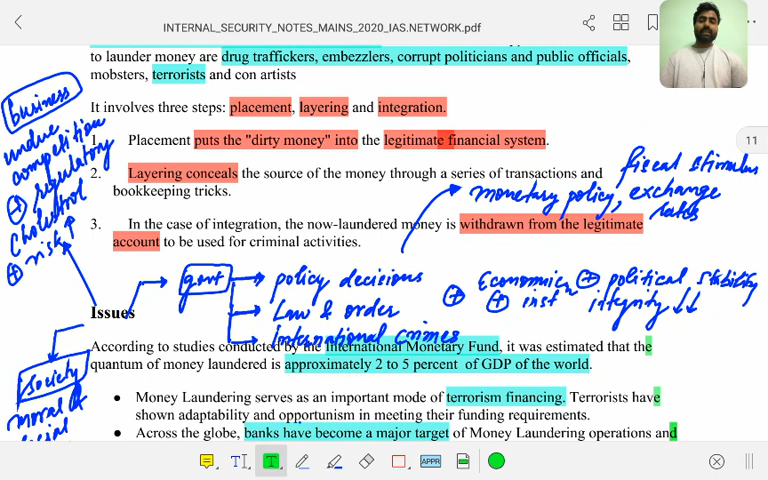 INTERNAL_SECURITY_NOTES_MAINS_2020_IAS.NETWORK.pdf
to launder money are drug traffickers, embezzlers, corrupt politicians and public officials,
mobsters, terrorists and con artists
business
It involves three steps: placement, layering and integration.
undue
competition
1. Placement puts the "dirty money" into the legitimate financial system.
11
regulatory
2. Layering conceals the source of the money through a series of transactions and
bookkeeping tricks.
fiscal stimulus
monetary policy, exchange
rates
3. In the case of integration, the now-laundered money is withdrawn from the legitimate
account to be used for criminal activities.
risk
govt
policy decisions
Law & order
international crimes
Economic political stability
inst integrity
Issues
According to studies conducted by the International Monetary Fund, it was estimated that the
quantum of money laundered is approximately 2 to 5 percent of GDP of the world.
society
moral &
social
• Money Laundering serves as an important mode of terrorism financing. Terrorists have
shown adaptability and opportunism in meeting their funding requirements.
• Across the globe, banks have become a major target of Money Laundering operations and
T
T
APPR